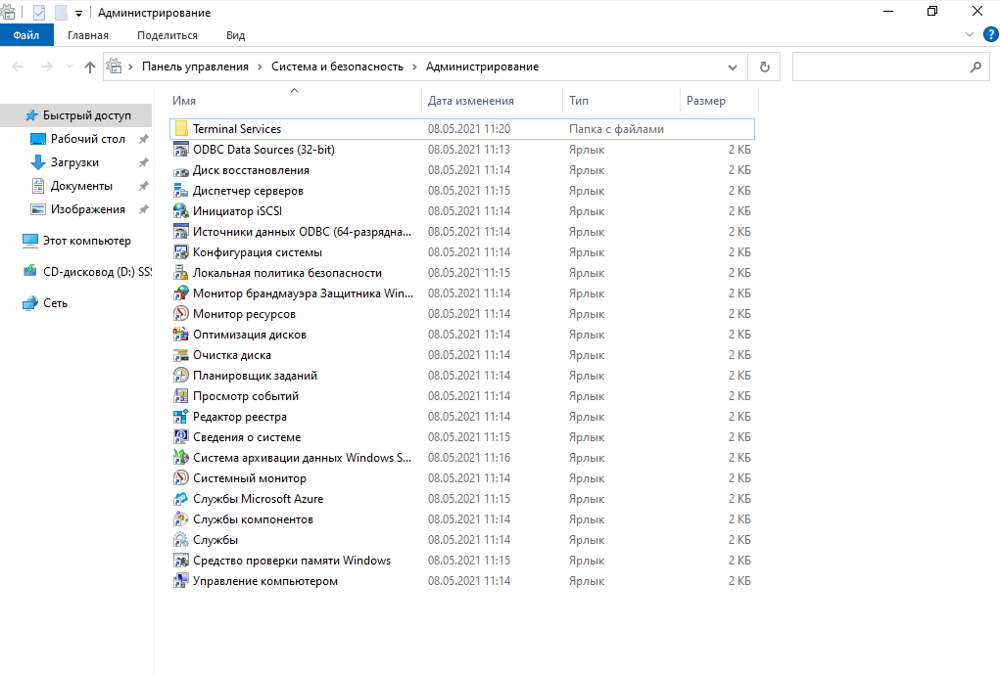 Администрирование
Файл Главная Поделиться Вид ?
Панель управления Система и безопасность Администрирование
Имя Дата изменения Тип Размер
Быстрый доступ
Рабочий стол
Загрузки
Документы
Изображения
Этот компьютер
CD-дисковод (D:) SS
Сеть
Terminal Services 08.05.2021 11:20 Папка с файлами
ODBC Data Sources (32-bit) 08.05.2021 11:13 Ярлык 2 КБ
Диск восстановления 08.05.2021 11:14 Ярлык 2 КБ
Диспетчер серверов 08.05.2021 11:15 Ярлык 2 КБ
Инициатор iSCSI 08.05.2021 11:14 Ярлык 2 КБ
Источники данных ODBC (64-разрядна... 08.05.2021 11:14 Ярлык 2 КБ
Конфигурация системы 08.05.2021 11:14 Ярлык 2 КБ
Локальная политика безопасности 08.05.2021 11:15 Ярлык 2 КБ
Монитор брандмауэра Защитника Win... 08.05.2021 11:14 Ярлык 2 КБ
Монитор ресурсов 08.05.2021 11:14 Ярлык 2 КБ
Оптимизация дисков 08.05.2021 11:14 Ярлык 2 КБ
Очистка диска 08.05.2021 11:14 Ярлык 2 КБ
Планировщик заданий 08.05.2021 11:14 Ярлык 2 КБ
Просмотр событий 08.05.2021 11:14 Ярлык 2 КБ
Редактор реестра 08.05.2021 11:14 Ярлык 2 КБ
Сведения о системе 08.05.2021 11:15 Ярлык 2 КБ
Система архивации данных Windows S... 08.05.2021 11:16 Ярлык 2 КБ
Системный монитор 08.05.2021 11:14 Ярлык 2 КБ
Службы Microsoft Azure 08.05.2021 11:15 Ярлык 2 КБ
Службы компонентов 08.05.2021 11:14 Ярлык 2 КБ
Службы 08.05.2021 11:14 Ярлык 2 КБ
Средство проверки памяти Windows 08.05.2021 11:15 Ярлык 2 КБ
Управление компьютером 08.05.2021 11:14 Ярлык 2 КБ